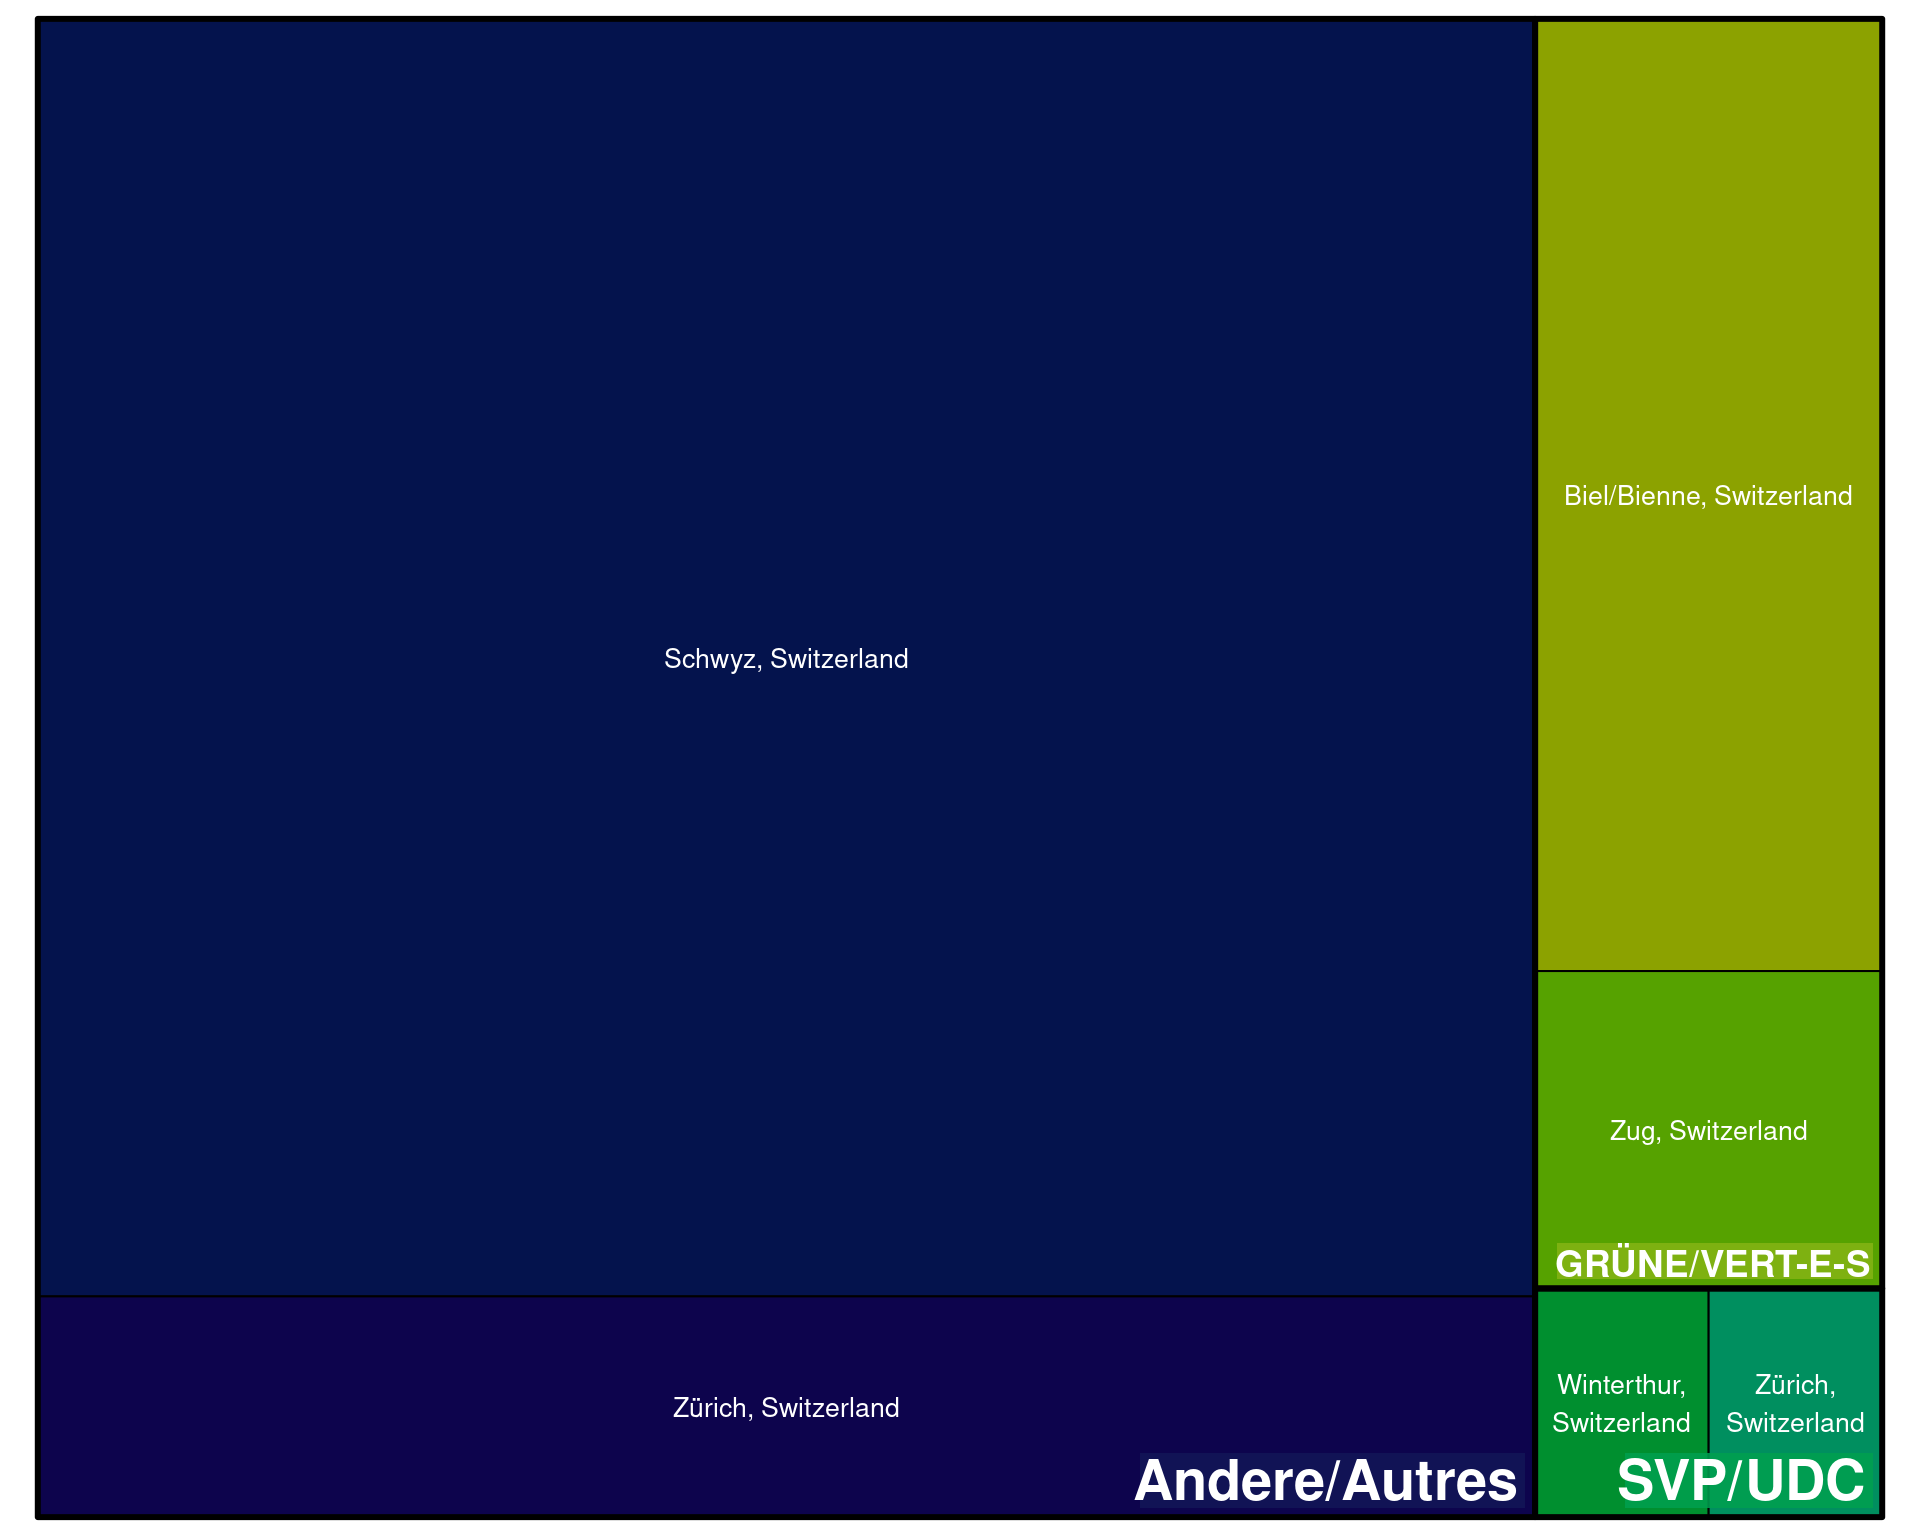 Schwyz, Switzerland
Zürich, Switzerland
Andere/Autres
Biel/Bienne, Switzerland
Zug, Switzerland
GRÜNE/VERT-E-S
Winterthur,
Switzerland
Zürich,
Switzerland
SVP/UDC